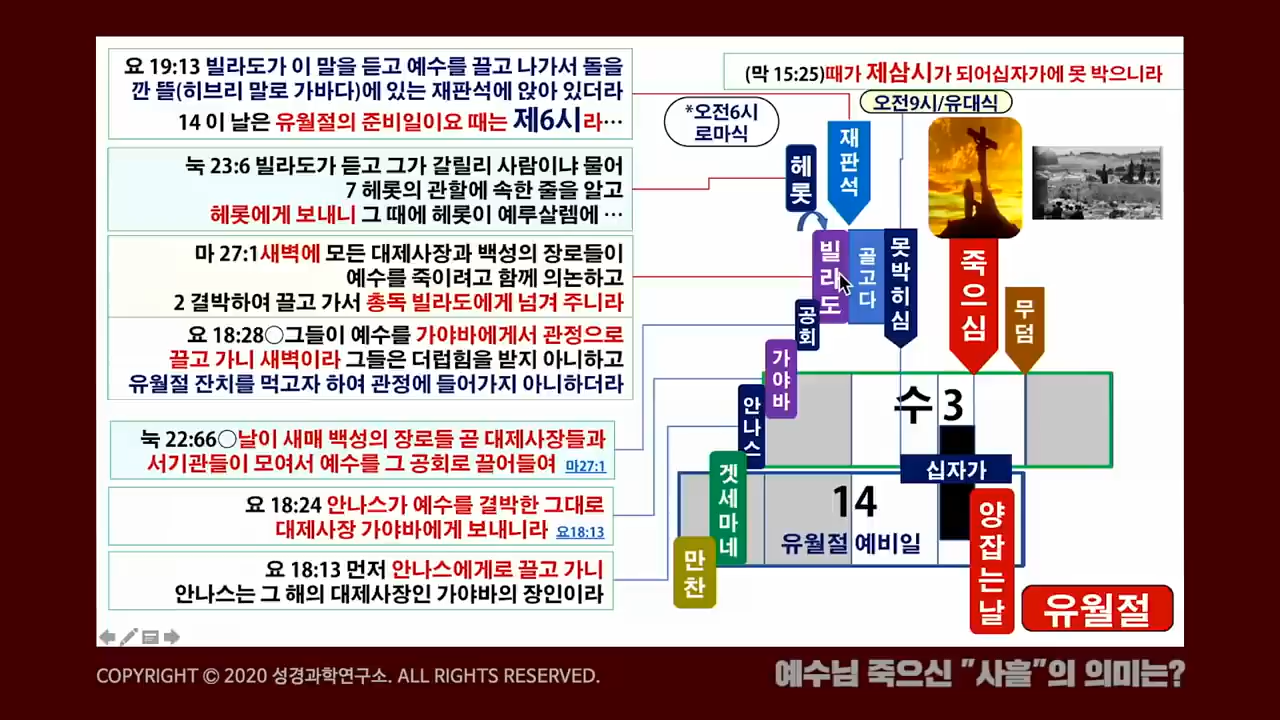 요 19:13 빌라도가 이 말을 듣고 예수를 끌고 나가서 돌을
깐 뜰(히브리 말로 가바다)에 있는 재판석에 앉아 있더라
14 이 날은 유월절의 준비일이요 때는 제6시라…
눅 23:6 빌라도가 듣고 그가 갈릴리 사람이냐 물어
7 헤롯의 관할에 속한 줄을 알고
헤롯에게 보내니 그 때에 헤롯이 예루살렘에 …
마 27:1새벽에 모든 대제사장과 백성의 장로들이
예수를 죽이려고 함께 의논하고
2 결박하여 끌고 가서 총독 빌라도에게 넘겨 주니라
요 18:28○그들이 예수를 가야바에게서 관정으로
끌고 가니 새벽이라 그들은 더럽힘을 받지 아니하고
유월절 잔치를 먹고자 하여 관정에 들어가지 아니하더라
눅 22:66○날이 새매 백성의 장로들 곧 대제사장들과
서기관들이 모여서 예수를 그 공회로 끌어들여 마27:1
요 18:24 안나스가 예수를 결박한 그대로
대제사장 가야바에게 보내니라 요18:13
요 18:13 먼저 안나스에게로 끌고 가니
안나스는 그 해의 대제사장인 가야바의 장인이라
(막 15:25)때가 제삼시가 되어십자가에 못 박으니라
*오전6시
로마식
오전9시/유대식
재판석
헤롯
빌라도
골고다
못박히심
죽으심
무덤
공회
가야바
안나스
겟세마네
만찬
수 3
십자가
14
유월절 예비일
양잡는날
유월절
COPYRIGHT © 2020 성경과학연구소. ALL RIGHTS RESERVED.
예수님 죽으신 "사흘"의 의미는?